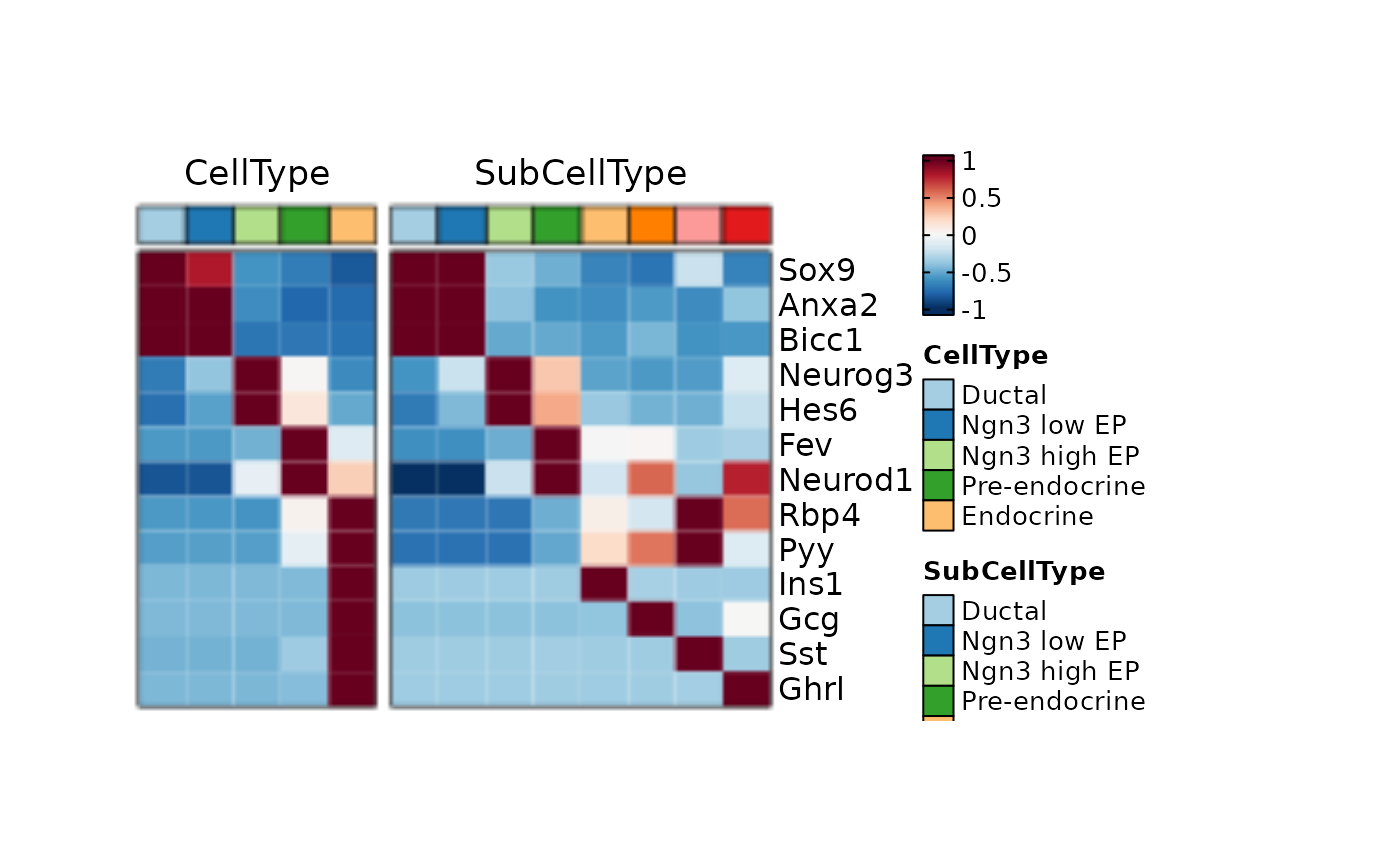 CellType
SubCellType
Sox9
Anxa2
Bicc1
Neurog3
Hes6
Fev
Neurod1
Rbp4
Pyy
Ins1
Gcg
Sst
Ghrl
1
0.5
0
-0.5
-1
CellType
Ductal
Ngn3 low EP
Ngn3 high EP
Pre-endocrine
Endocrine
SubCellType
Ductal
Ngn3 low EP
Ngn3 high EP
Pre-endocrine